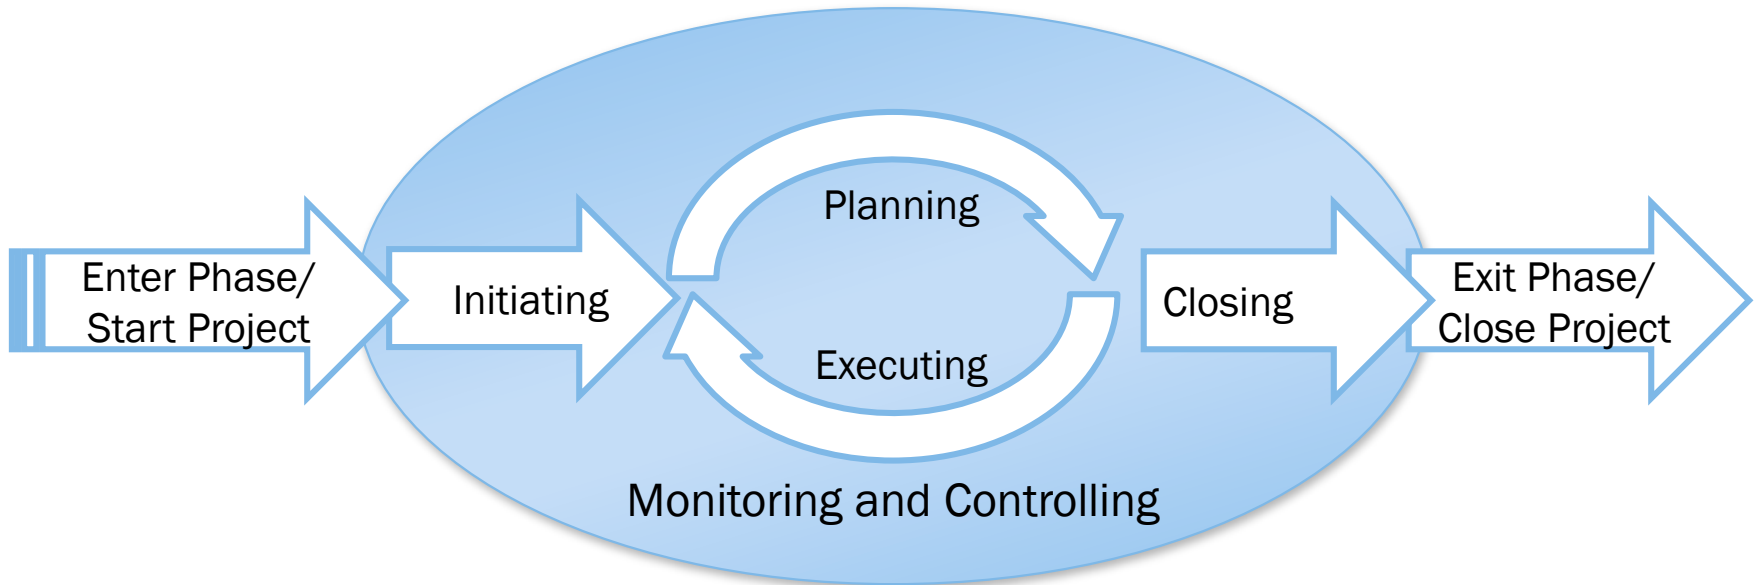 Enter Phase/
Start Project
Initiating
Planning
Executing
Closing
Exit Phase/
Close Project
Monitoring and Controlling